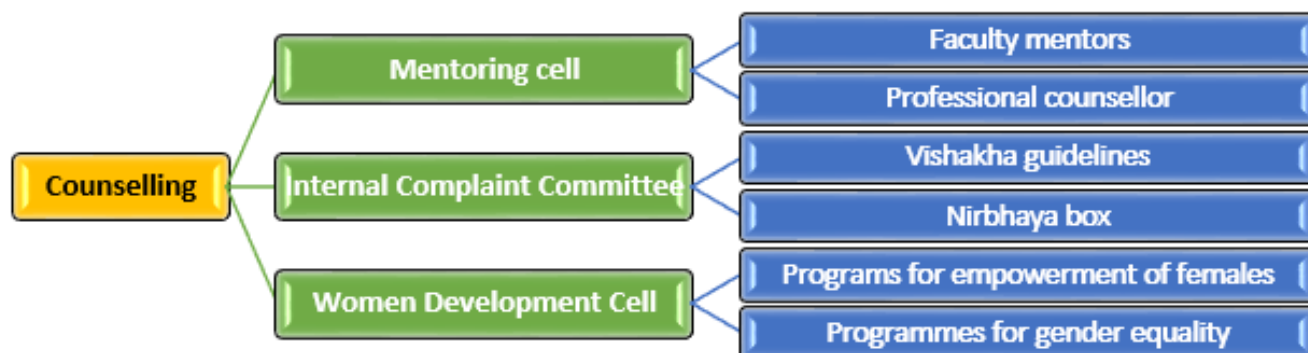 Counselling
Mentoring cell
Faculty mentors
Professional counsellor
Internal Complaint Committee
Vishakha guidelines
Nirbhaya box
Women Development Cell
Programs for empowerment of females
Programmes for gender equality